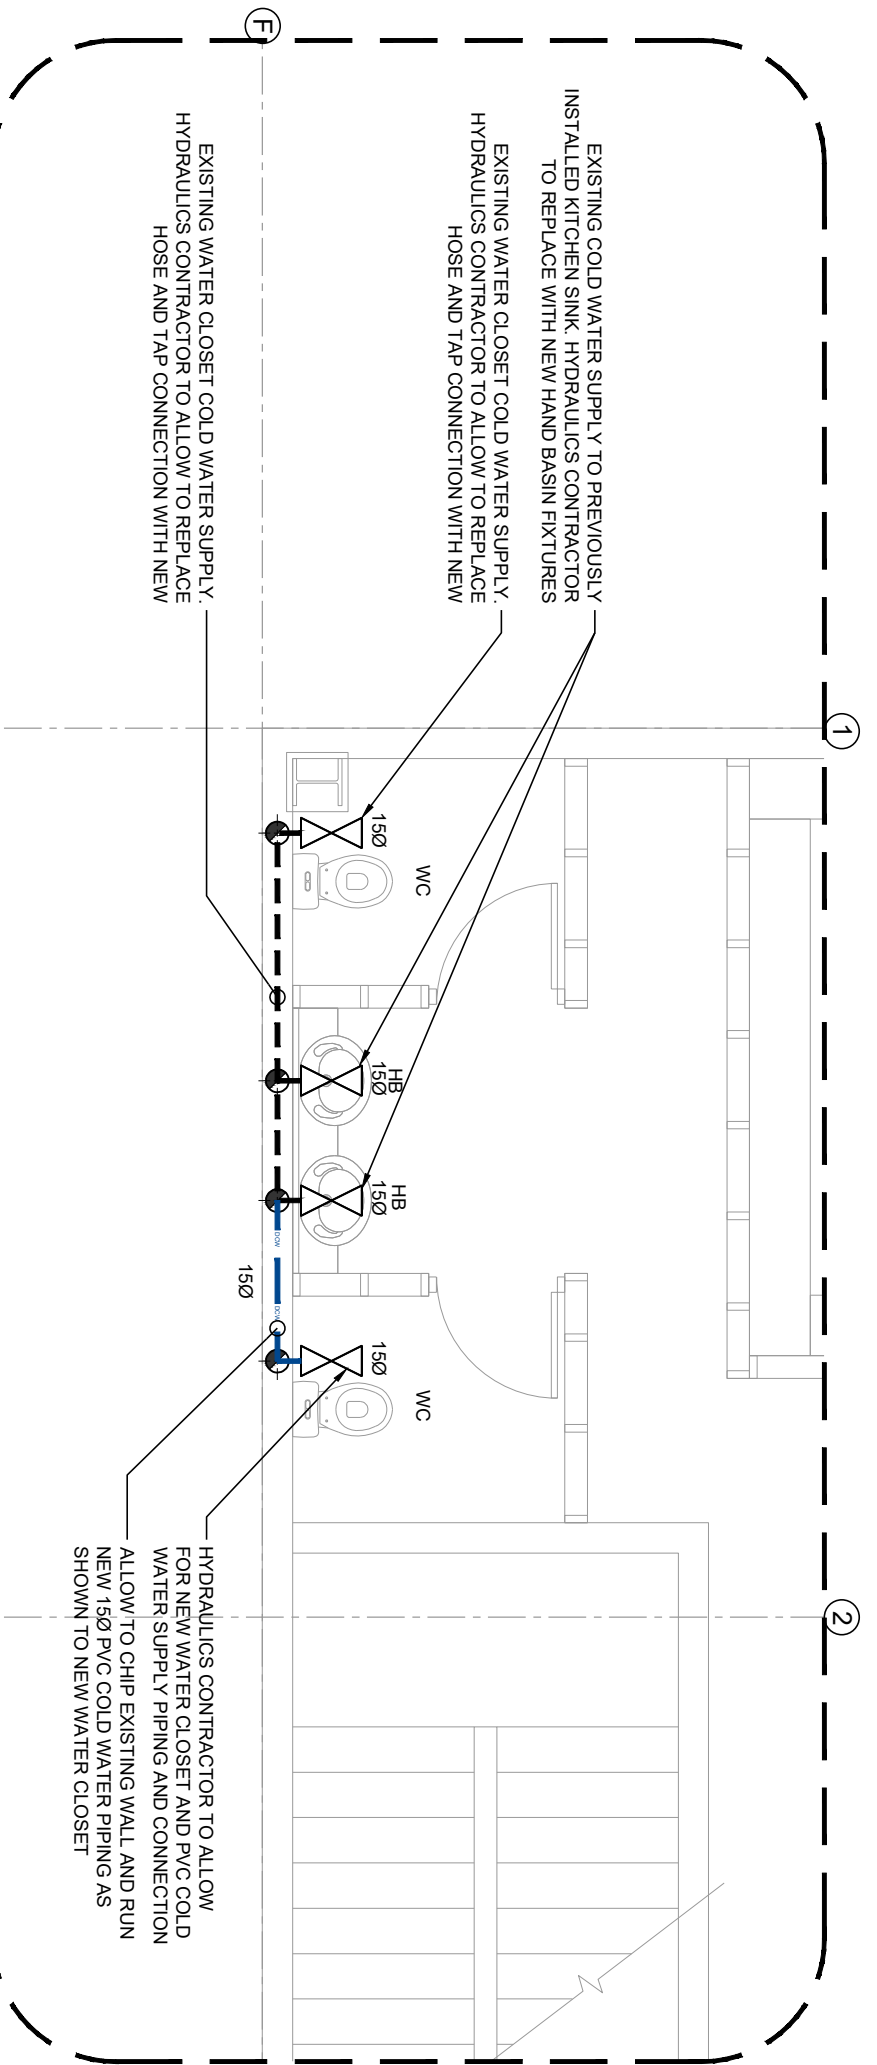 F
1
2
EXISTING COLD WATER SUPPLY TO PREVIOUSLY
INSTALLED KITCHEN SINK. HYDRAULICS CONTRACTOR
TO REPLACE WITH NEW HAND BASIN FIXTURES
EXISTING WATER CLOSET COLD WATER SUPPLY.
HYDRAULICS CONTRACTOR TO ALLOW TO REPLACE
HOSE AND TAP CONNECTION WITH NEW
EXISTING WATER CLOSET COLD WATER SUPPLY.
HYDRAULICS CONTRACTOR TO ALLOW TO REPLACE
HOSE AND TAP CONNECTION WITH NEW
WC
15Ø
HB
15Ø
HB
15Ø
WC
15Ø
DCW
DCW
15Ø
HYDRAULICS CONTRACTOR TO ALLOW
FOR NEW WATER CLOSET AND PVC COLD
WATER SUPPLY PIPING AND CONNECTION
ALLOW TO CHIP EXISTING WALL AND RUN
NEW 15Ø PVC COLD WATER PIPING AS
SHOWN TO NEW WATER CLOSET